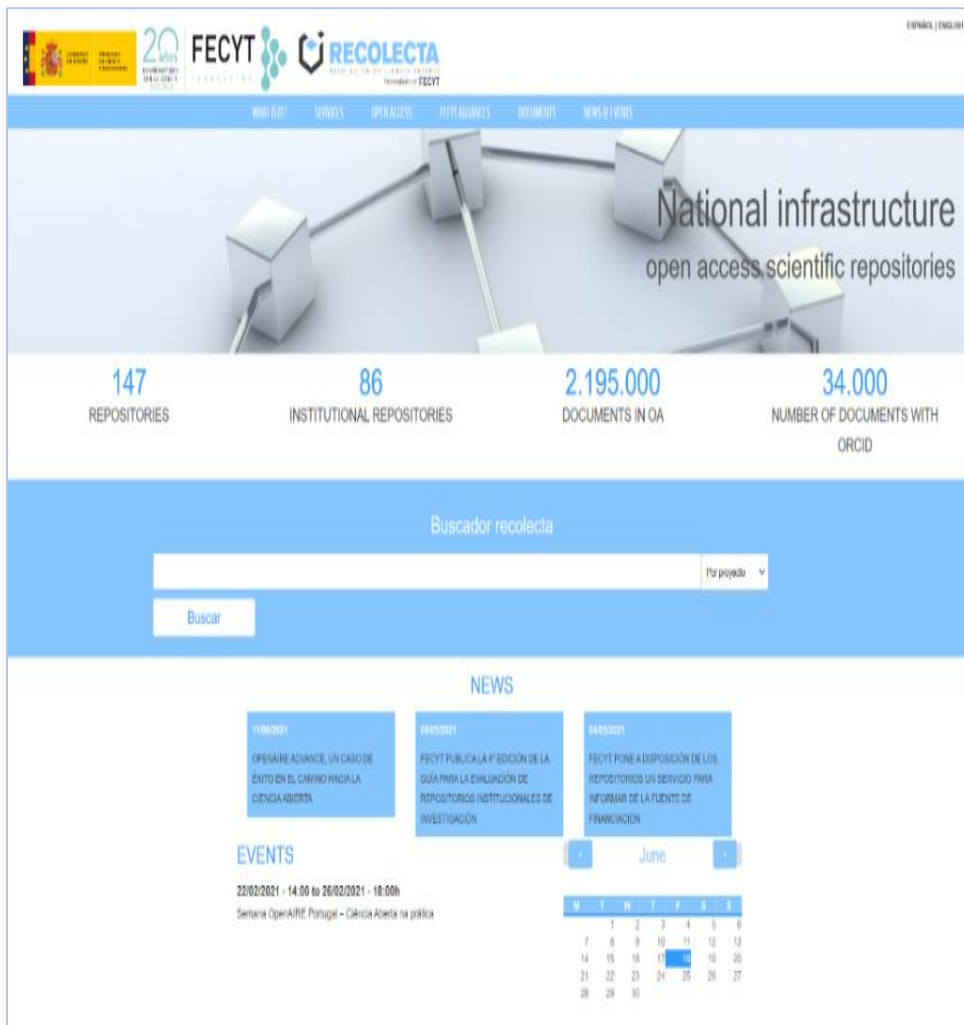 ESPAÑOL | ENGLISH
20
años
FECYT
RECOLECTA
FECYT
WHAT IS IT? SERVICES OPEN ACCESS FECYT ALLIANCES DOCUMENTS NEWS & EVENTS
National infrastructure
open access scientific repositories
147
REPOSITORIES
86
INSTITUTIONAL REPOSITORIES
2.195.000
DOCUMENTS IN OA
34.000
NUMBER OF DOCUMENTS WITH
ORCID
Buscador recolecta
Por proyecto
Buscar
NEWS
OPENAIRE ADVANCE, UN CASO DE
ÉXITO EN EL CAMINO HACIA LA
CIENCIA ABIERTA
FECYT PUBLICA LA 4ª EDICIÓN DE LA
GUÍA PARA LA EVALUACIÓN DE
REPOSITORIOS INSTITUCIONALES DE
INVESTIGACIÓN
04/05/2021
FECYT PONE A DISPOSICIÓN DE LOS
REPOSITORIOS UN SERVICIO PARA
INFORMAR DE LA FUENTE DE
FINANCIACIÓN
EVENTS
22/02/2021 - 14:00 to 26/02/2021 - 18:00h
Semana OpenAIRE Portugal – Ciência Aberta na prática
June
M T W T F S S
1 2 3 4 5 6
7 8 9 10 11 12 13
14 15 16 17 18 19 20
21 22 23 24 25 26 27
28 29 30